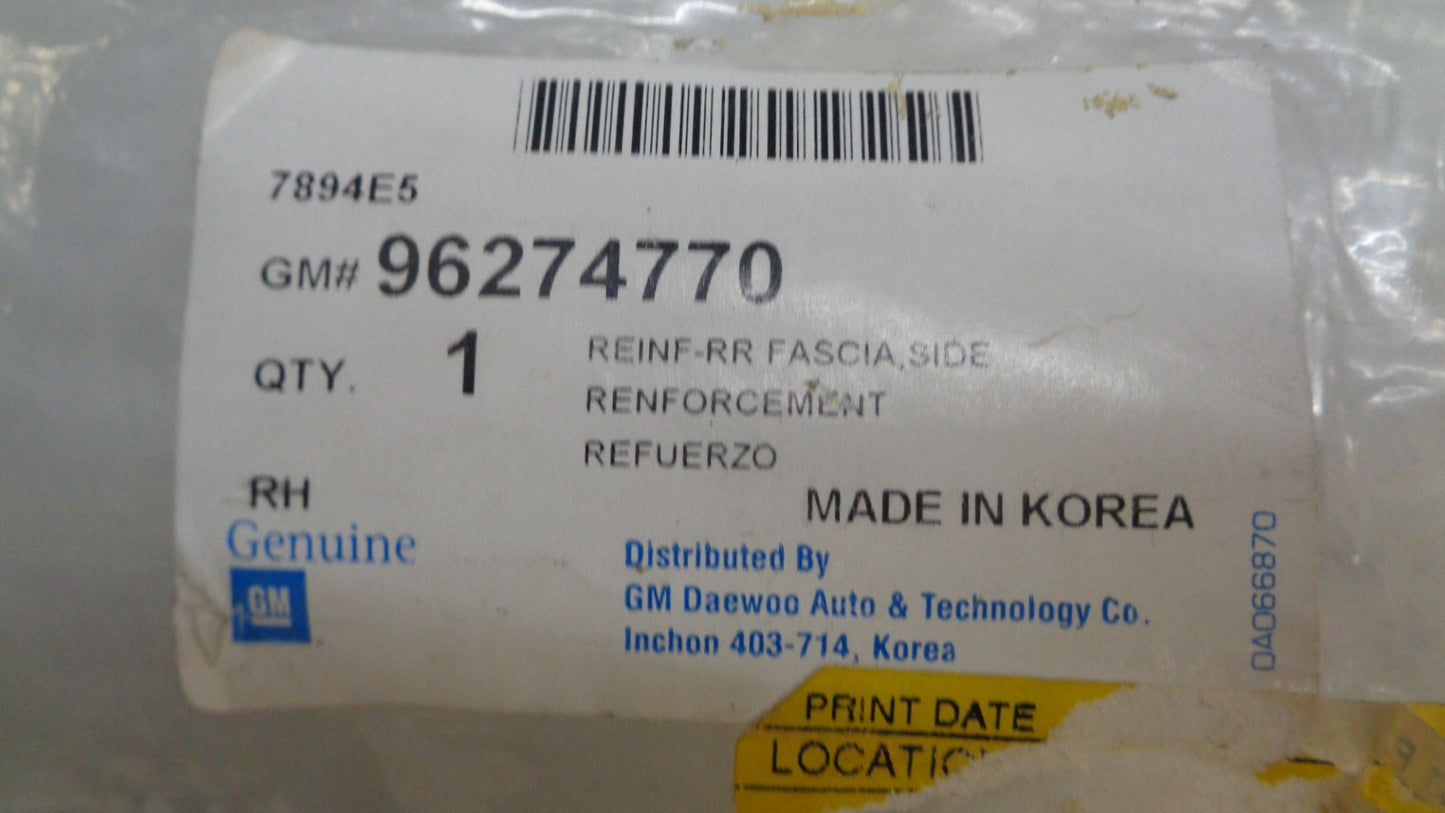 7894E5
GM# 96274770
QTY. 1
REINF-RR FASCIA,SIDE
RENFORCEMENT
REFUERZO
RH
MADE IN KOREA
Genuine
GM
Distributed By
GM Daewoo Auto & Technology Co.
Inchon 403-714, Korea
DA066870
PRINT DATE